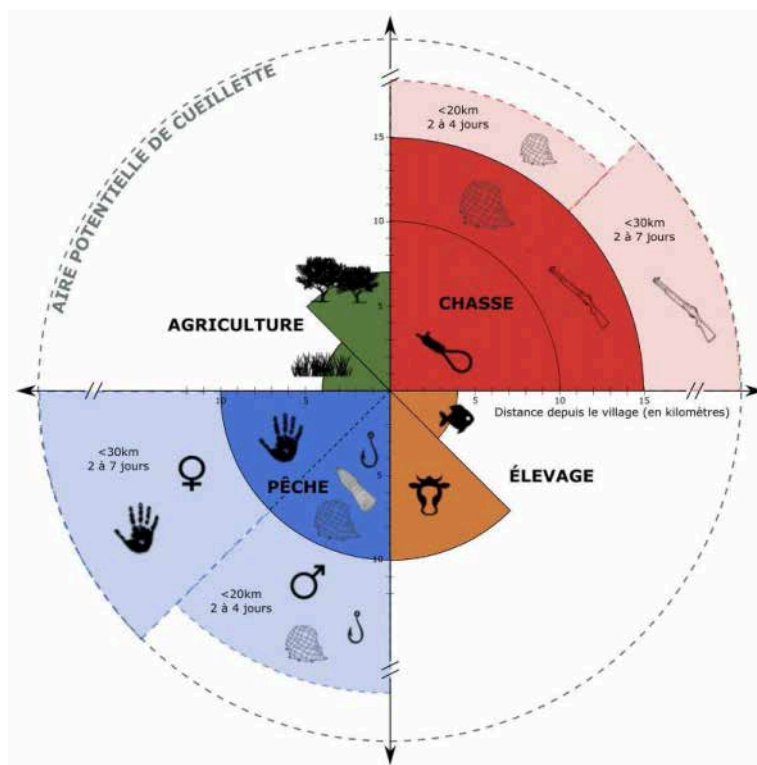 AIRE POTENTIELLE DE CUEILLETTE
<20km
2 à 4 jours
15
<30km
2 à 7 jours
10
CHASSE
5
AGRICULTURE
10
5
5
10
15
Distance depuis le village (en kilomètres)
<30km
2 à 7 jours
PÊCHE
5
ÉLEVAGE
10
<20km
2 à 4 jours